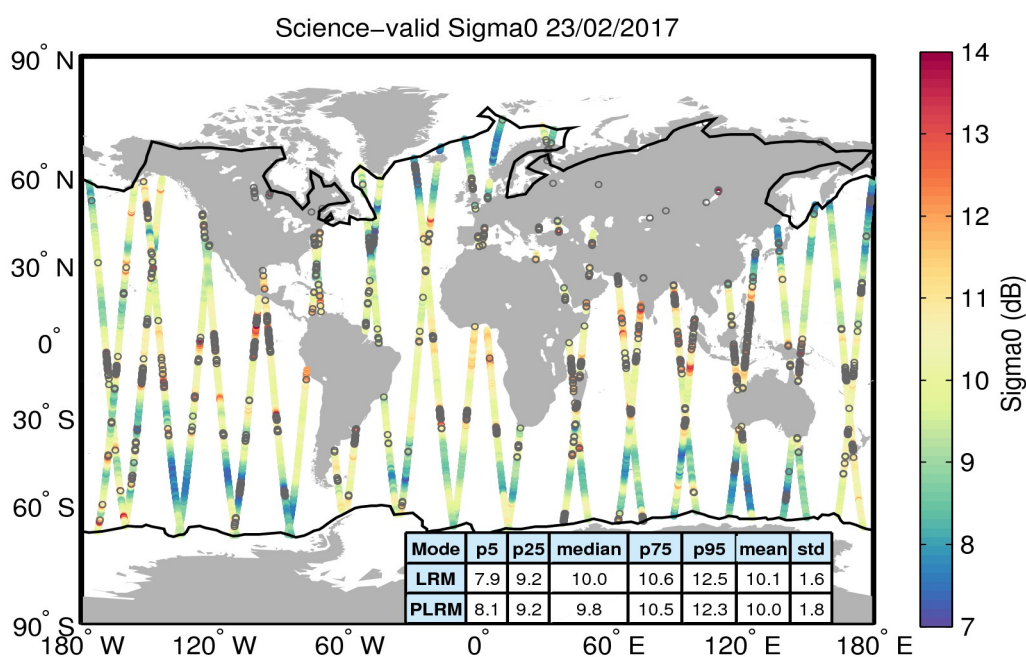 Science−valid Sigma0 23/02/2017
90° N
60° N
30° N
0°
30° S
60° S
90° S
180° W
120° W
60° W
0°
60° E
120° E
180° E
14
13
12
11
10
9
8
7
Sigma0 (dB)
Mode p5 p25 median p75 p95 mean std
LRM 7.9 9.2 10.0 10.6 12.5 10.1 1.6
PLRM 8.1 9.2 9.8 10.5 12.3 10.0 1.8